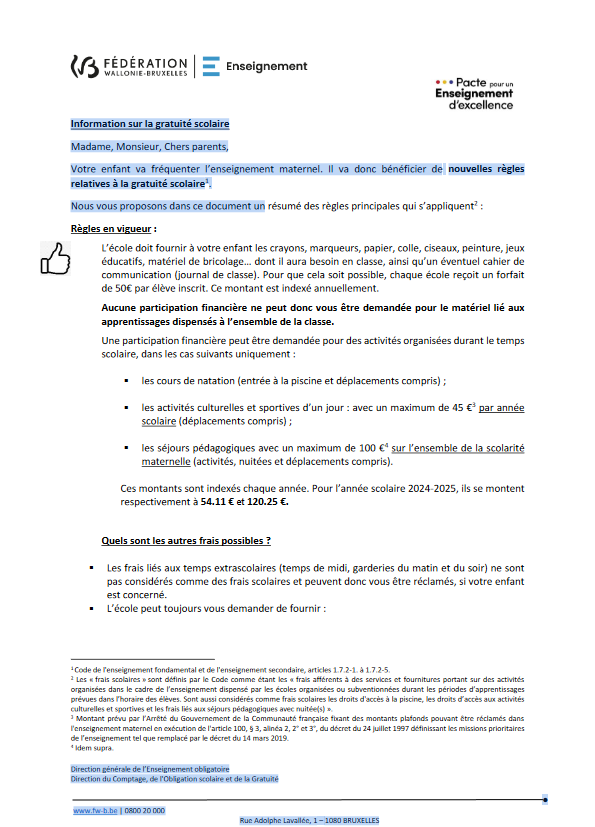 FÉDÉRATION
WALLONIE-BRUXELLES
Enseignement
Pacte pour un
Enseignement
d'excellence
Information sur la gratuité scolaire
Madame, Monsieur, Chers parents,
Votre enfant va fréquenter l'enseignement maternel. Il va donc bénéficier de nouvelles règles
relatives à la gratuité scolaire¹.
Nous vous proposons dans ce document un résumé des règles principales qui s'appliquent² :
Règles en vigueur :
L'école doit fournir à votre enfant les crayons, marqueurs, papier, colle, ciseaux, peinture, jeux
éducatifs, matériel de bricolage… dont il aura besoin en classe, ainsi qu'un éventuel cahier de
communication (journal de classe). Pour que cela soit possible, chaque école reçoit un forfait
de 50€ par élève inscrit. Ce montant est indexé annuellement.
Aucune participation financière ne peut donc vous être demandée pour le matériel lié aux
apprentissages dispensés à l'ensemble de la classe.
Une participation financière peut être demandée pour des activités organisées durant le temps
scolaire, dans les cas suivants uniquement :
▪ les cours de natation (entrée à la piscine et déplacements compris) ;
▪ les activités culturelles et sportives d'un jour : avec un maximum de 45 €³ par année
scolaire (déplacements compris) ;
▪ les séjours pédagogiques avec un maximum de 100 €⁴ sur l'ensemble de la scolarité
maternelle (activités, nuitées et déplacements compris).
Ces montants sont indexés chaque année. Pour l'année scolaire 2024-2025, ils se montent
respectivement à 54.11 € et 120.25 €.
Quels sont les autres frais possibles ?
▪ Les frais liés aux temps extrascolaires (temps de midi, garderies du matin et du soir) ne sont
pas considérés comme des frais scolaires et peuvent donc vous être réclamés, si votre enfant
est concerné.
▪ L'école peut toujours vous demander de fournir :
¹ Code de l'enseignement fondamental et de l'enseignement secondaire, articles 1.7.2-1. à 1.7.2-5.
² Les « frais scolaires » sont définis par le Code comme étant les « frais afférents à des services et fournitures portant sur des activités
organisées dans le cadre de l'enseignement dispensé par les écoles organisées ou subventionnées durant les périodes d'apprentissages
prévues dans l'horaire des élèves. Sont aussi considérés comme frais scolaires les droits d'accès à la piscine, les droits d'accès aux activités
culturelles et sportives et les frais liés aux séjours pédagogiques avec nuitée(s) ».
³ Montant prévu par l'Arrêté du Gouvernement de la Communauté française fixant des montants plafonds pouvant être réclamés dans
l'enseignement maternel en exécution de l'article 100, § 3, alinéa 2, 2° et 3°, du décret du 24 juillet 1997 définissant les missions prioritaires
de l'enseignement tel que remplacé par le décret du 14 mars 2019.
⁴ Idem supra.
Direction générale de l'Enseignement obligatoire
Direction du Comptage, de l'Obligation scolaire et de la Gratuité
www.fw-b.be | 0800 20 000
Rue Adolphe Lavallée, 1 – 1080 BRUXELLES